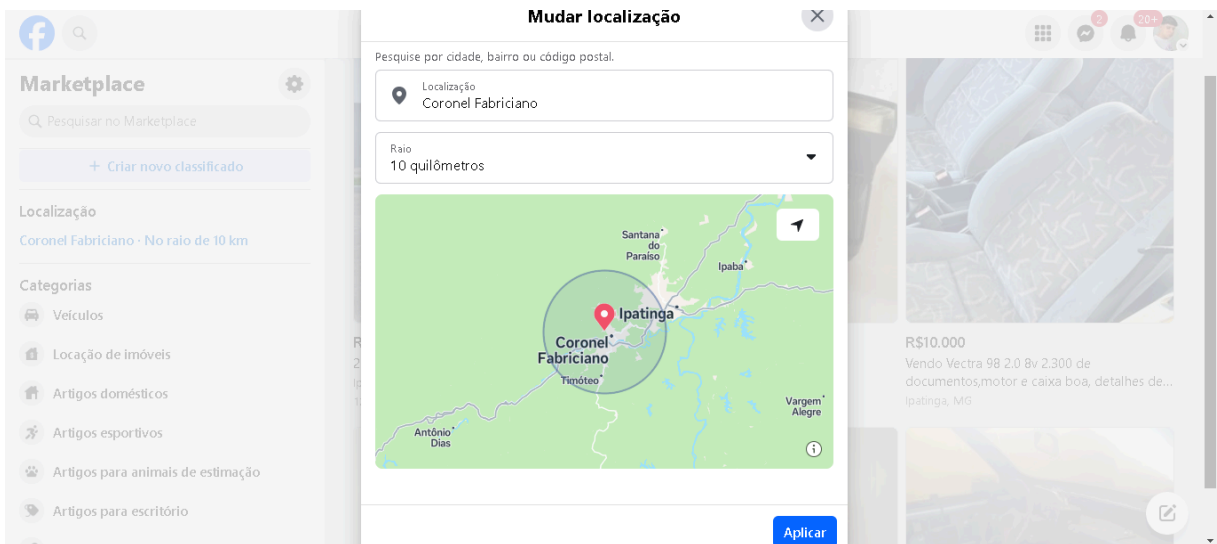 Mudar localização
2
20+
Marketplace
Pesquisar no Marketplace
+ Criar novo classificado
Localização
Coronel Fabriciano · No raio de 10 km
Categorias
Veículos
Locação de imóveis
Artigos domésticos
Artigos esportivos
Artigos para animais de estimação
Artigos para escritório
Pesquise por cidade, bairro ou código postal.
Localização
Coronel Fabriciano
Raio
10 quilômetros
Santana
do
Paraíso
Ipaba
Ipatinga
Coronel
Fabriciano
Timóteo
Vargem
Alegre
Antônio
Dias
Aplicar
R$10.000
Vendo Vectra 98 2.0 8v 2.300 de
documentos,motor e caixa boa, detalhes de...
Ipatinga, MG